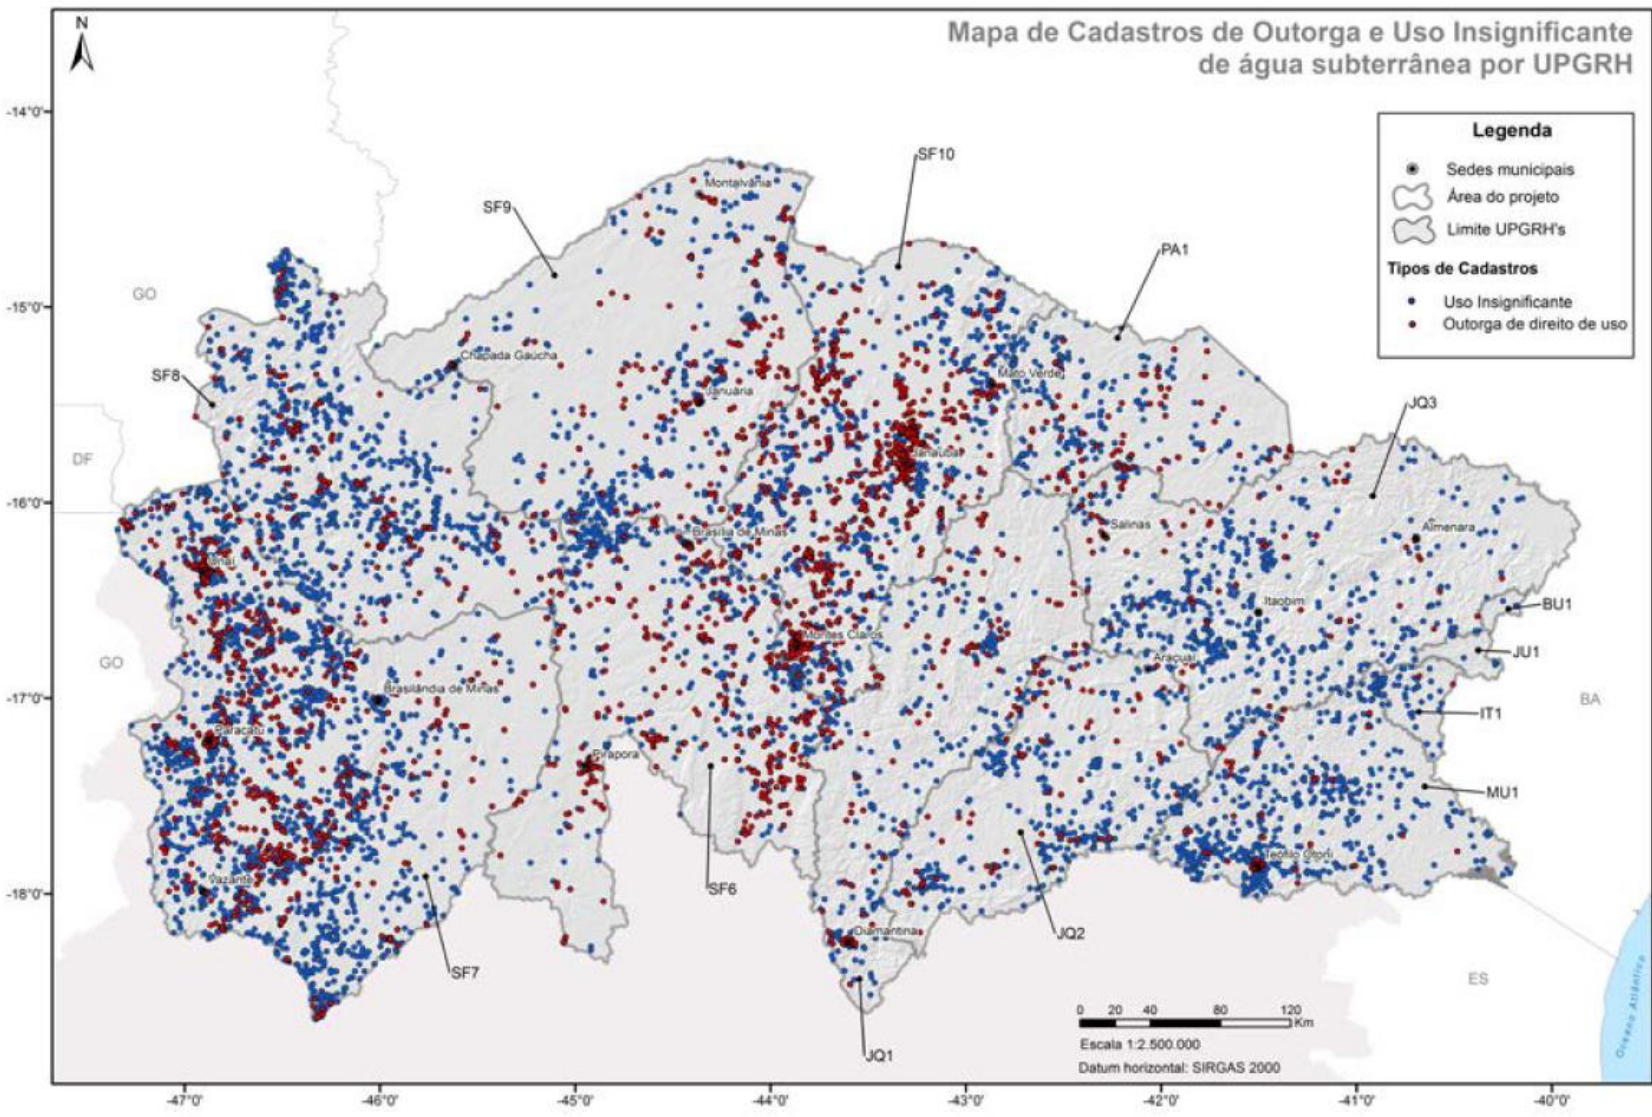 Mapa de Cadastros de Outorga e Uso Insignificante
de água subterrânea por UPGRH
N
Legenda
Sedes municipais
Área do projeto
Limite UPGRH's
Tipos de Cadastros
Uso Insignificante
Outorga de direito de uso
-14°0'
-15°0'
-16°0'
-17°0'
-18°0'
SF10
Montalvânia
SF9
PA1
GO
Chapada Gaúcha
Mato Verde
SF8
Januária
JQ3
DF
Janaúba
Salinas
Almenara
Brasília de Minas
Unaí
Itaobim
BU1
Montes Claros
JU1
GO
Araçuaí
Brasilândia de Minas
BA
IT1
Paracatu
Pirapora
MU1
Teófilo Otoni
Vazante
SF6
Diamantina
JQ2
SF7
ES
Oceano Atlântico
JQ1
0 20 40 80 120
Km
Escala 1:2.500.000
Datum horizontal: SIRGAS 2000
-47°0' -46°0' -45°0' -44°0' -43°0' -42°0' -41°0' -40°0'